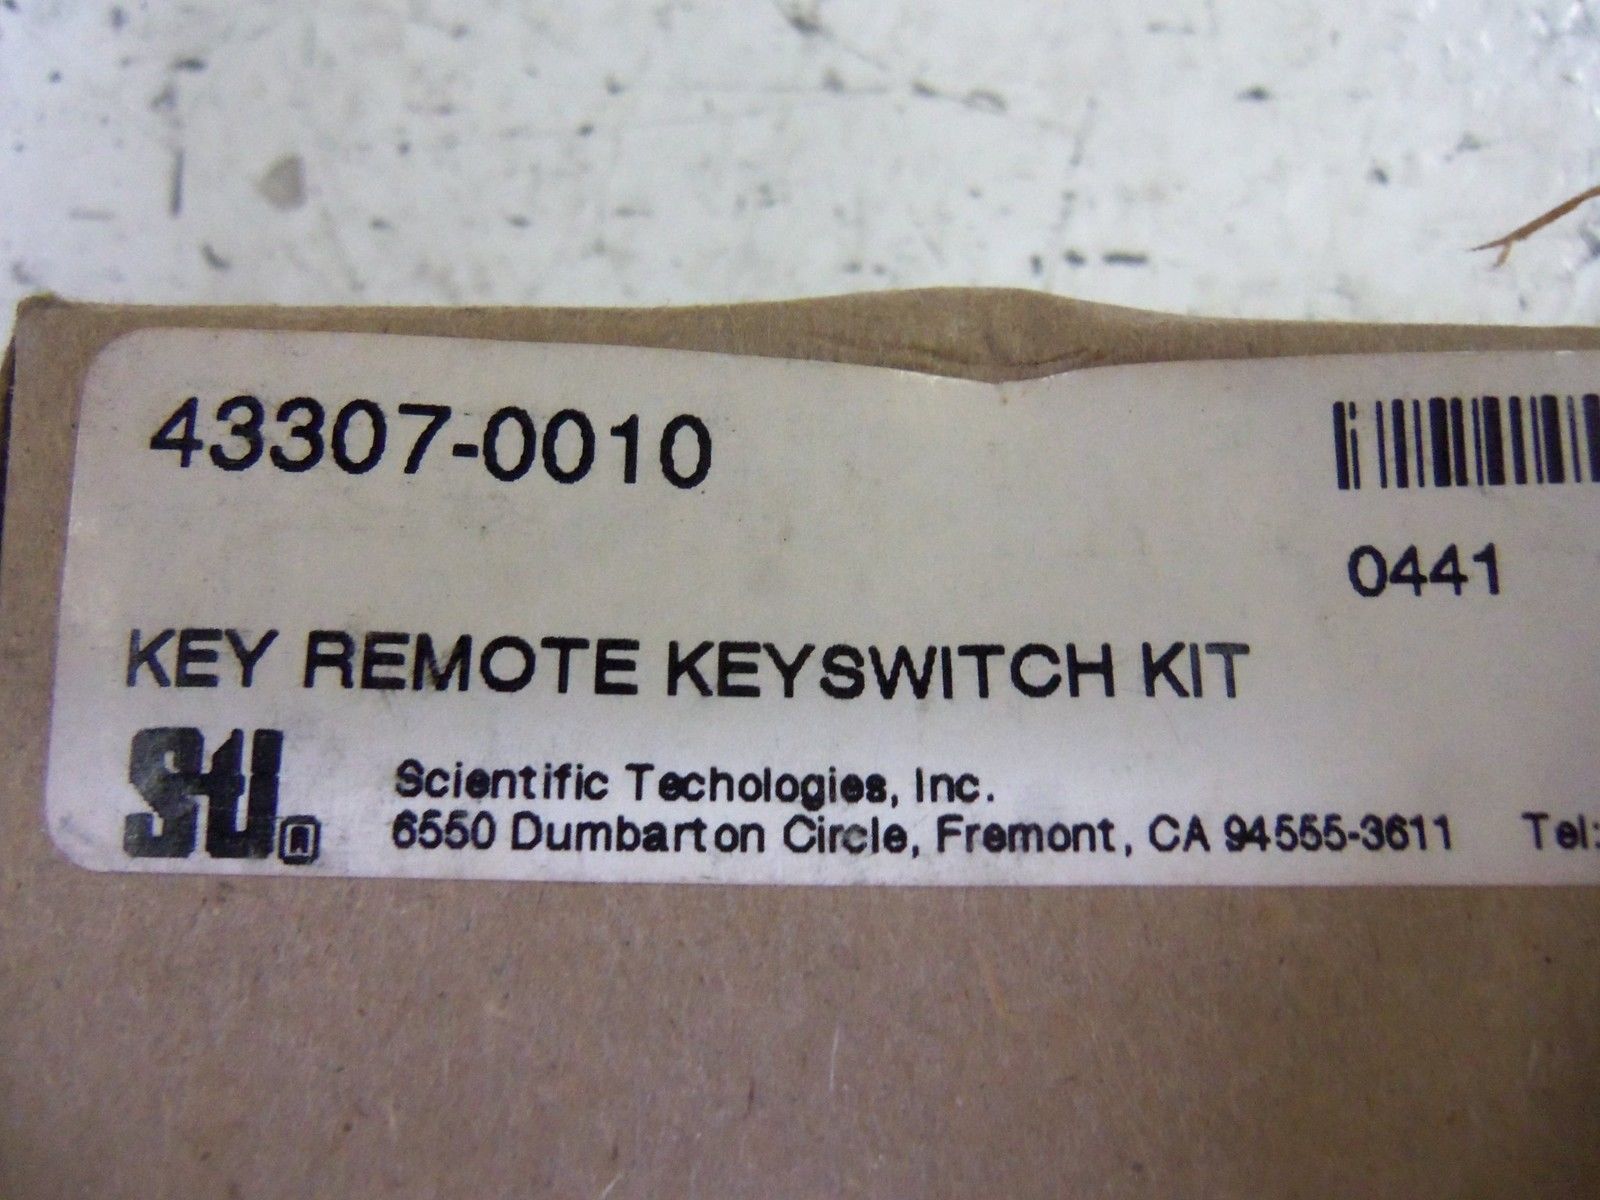 43307-0010
0441
KEY REMOTE KEYSWITCH KIT
Sti®
Scientific Techologies, Inc.
6550 Dumbarton Circle, Fremont, CA 94555-3611 Tel: